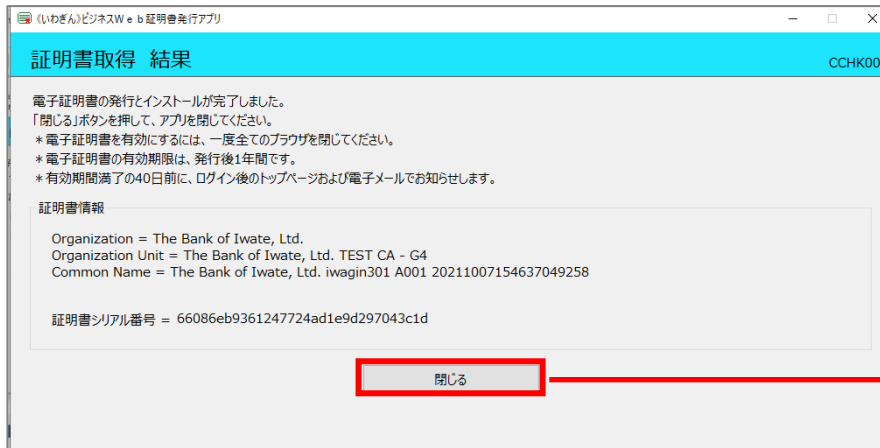 《いわぎん》ビジネスWeb証明書発行アプリ
証明書取得 結果
CCHK00
電子証明書の発行とインストールが完了しました。
「閉じる」ボタンを押して、アプリを閉じてください。
＊電子証明書を有効にするには、一度全てのブラウザを閉じてください。
＊電子証明書の有効期限は、発行後1年間です。
＊有効期間満了の40日前に、ログイン後のトップページおよび電子メールでお知らせします。
証明書情報
Organization = The Bank of Iwate, Ltd.
Organization Unit = The Bank of Iwate, Ltd. TEST CA - G4
Common Name = The Bank of Iwate, Ltd. iwagin301 A001 20211007154637049258
証明書シリアル番号 = 66086eb9361247724ad1e9d297043c1d
閉じる